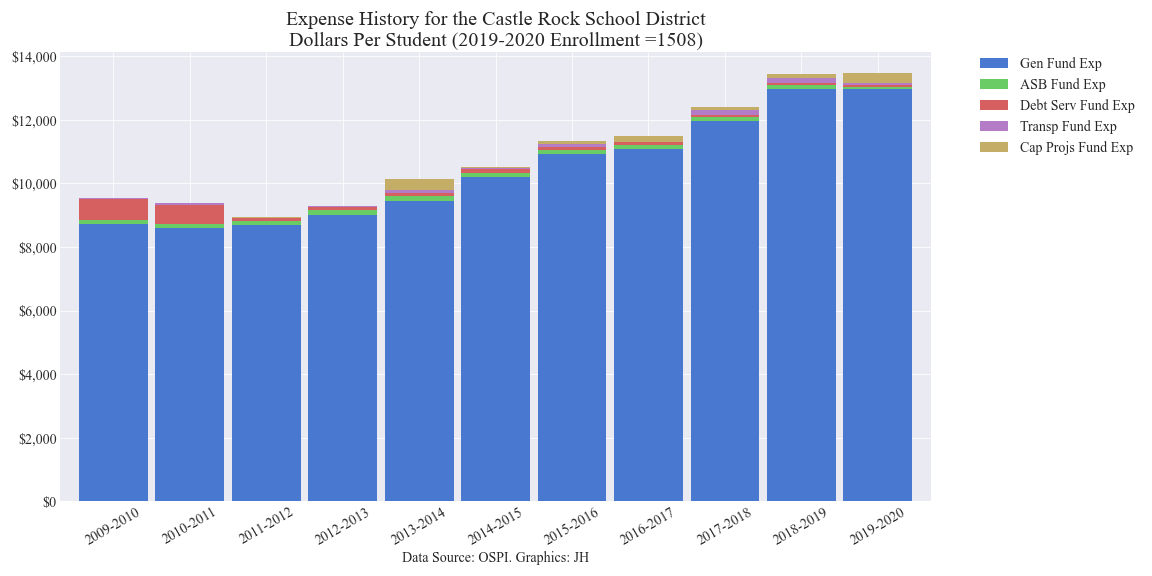 Expense History for the Castle Rock School District
Dollars Per Student (2019-2020 Enrollment =1508)
$14,000
$12,000
$10,000
$8,000
$6,000
$4,000
$2,000
$0
Gen Fund Exp
ASB Fund Exp
Debt Serv Fund Exp
Transp Fund Exp
Cap Projs Fund Exp
2009-2010
2010-2011
2011-2012
2012-2013
2013-2014
2014-2015
2015-2016
2016-2017
2017-2018
2018-2019
2019-2020
Data Source: OSPI. Graphics: JH